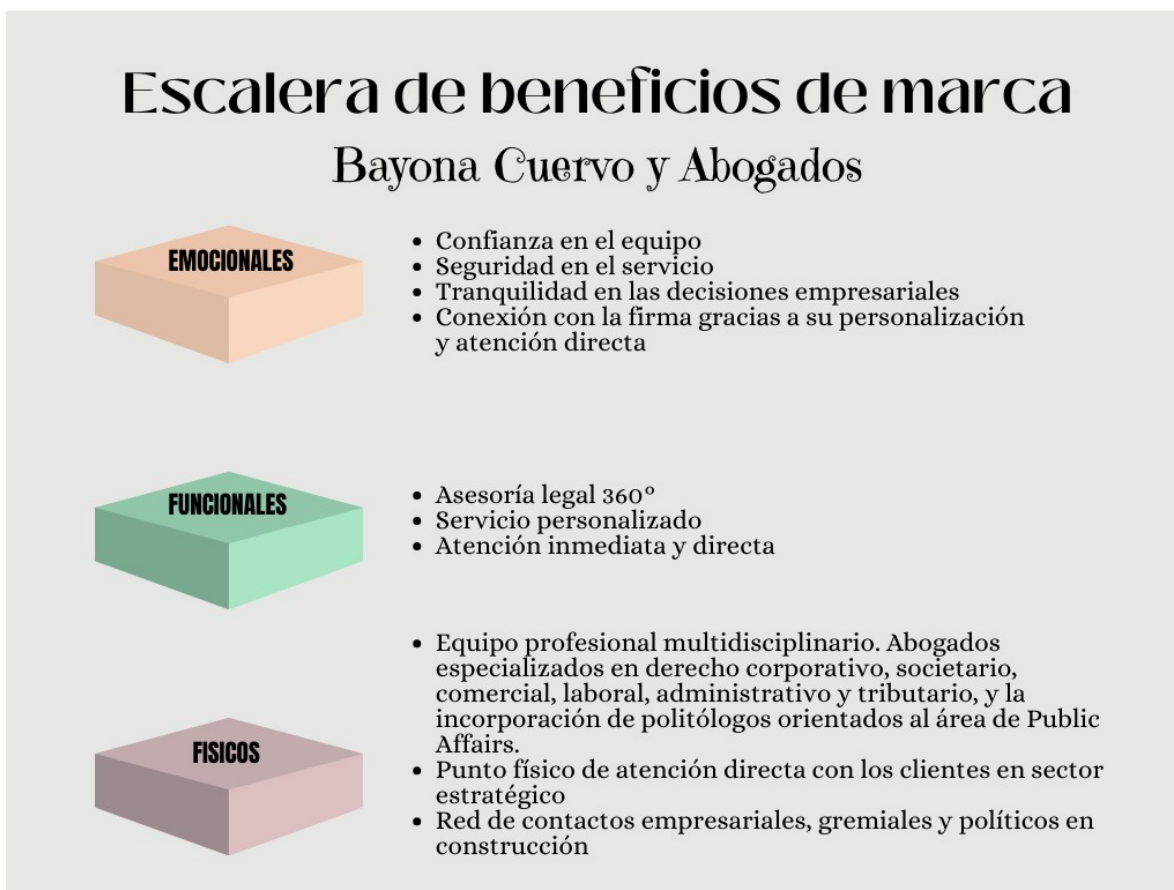 Escalera de beneficios de marca
Bayona Cuervo y Abogados
EMOCIONALES
• Confianza en el equipo
• Seguridad en el servicio
• Tranquilidad en las decisiones empresariales
• Conexión con la firma gracias a su personalización
y atención directa
FUNCIONALES
• Asesoría legal 360°
• Servicio personalizado
• Atención inmediata y directa
FISICOS
• Equipo profesional multidisciplinario. Abogados
especializados en derecho corporativo, societario,
comercial, laboral, administrativo y tributario, y la
incorporación de politólogos orientados al área de Public
Affairs.
• Punto físico de atención directa con los clientes en sector
estratégico
• Red de contactos empresariales, gremiales y políticos en
construcción